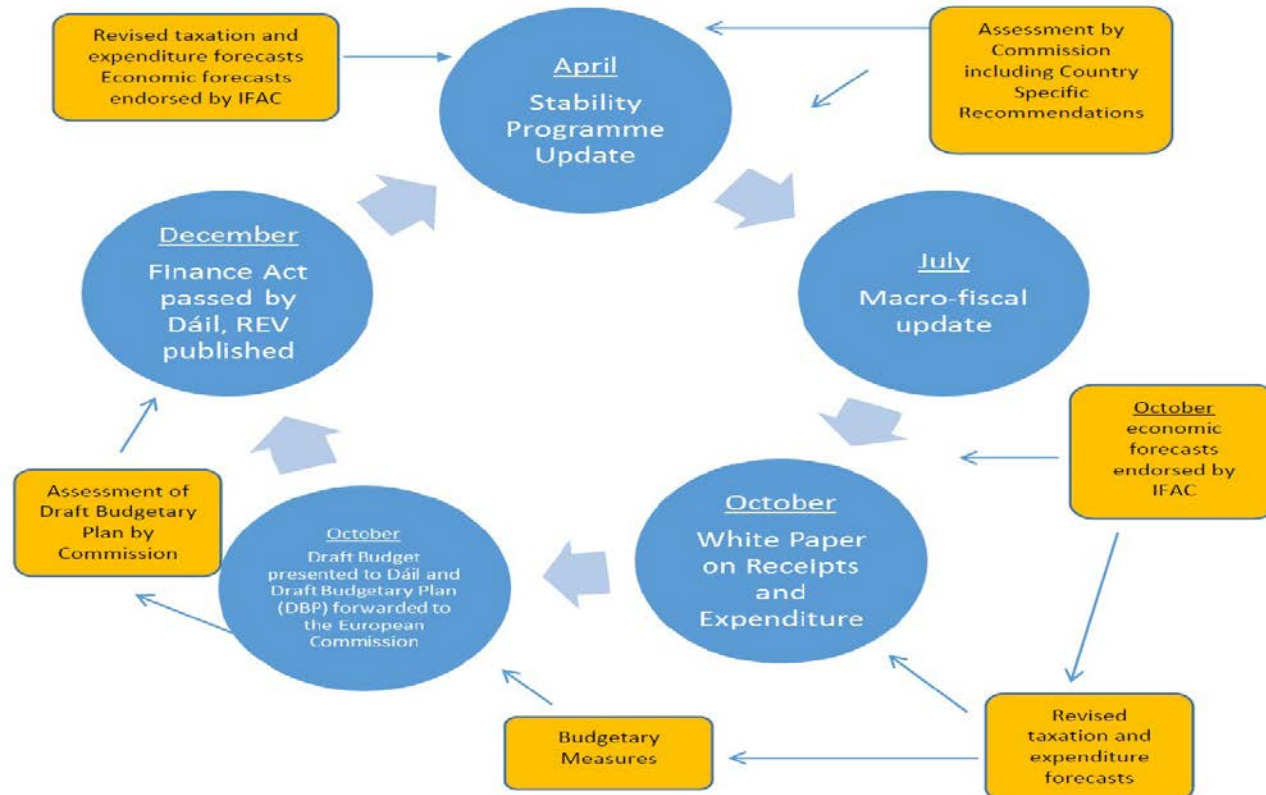 Revised taxation and
expenditure forecasts
Economic forecasts
endorsed by IFAC
April
Stability
Programme
Update
Assessment by
Commission
including Country
Specific
Recommendations
July
Macro-fiscal
update
October
economic
forecasts
endorsed by
IFAC
Revised
taxation and
expenditure
forecasts
October
White Paper
on Receipts
and
Expenditure
Budgetary
Measures
October
Draft Budget
presented to Dáil and
Draft Budgetary Plan
(DBP) forwarded to
the European
Commission
Assessment of
Draft Budgetary
Plan by
Commission
December
Finance Act
passed by
Dáil, REV
published